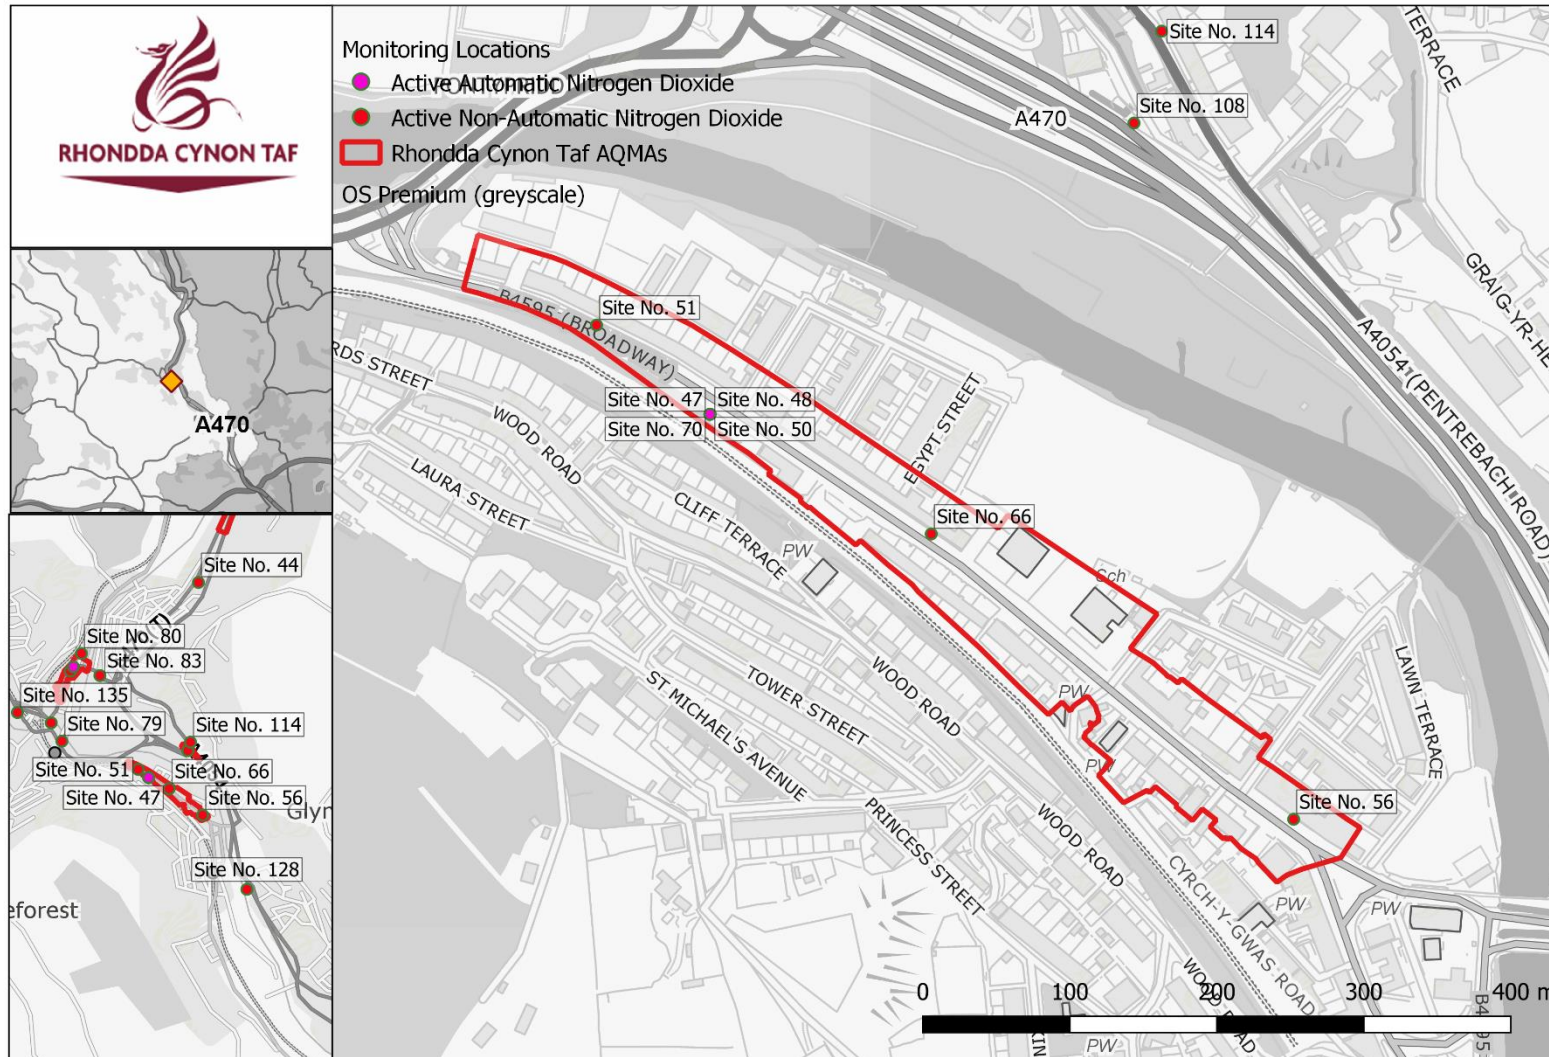 RHONDDA CYNON TAF
Monitoring Locations
Active Automatic Nitrogen Dioxide
Active Non-Automatic Nitrogen Dioxide
Rhondda Cynon Taf AQMAs
OS Premium (greyscale)
Site No. 114
TERRACE
Site No. 108
A470
GRAIG-YR-HE
A4054 (PENTREBACH ROAD)
B4595 (BROADWAY)
Site No. 51
RDS STREET
Site No. 47
Site No. 48
Site No. 70
Site No. 50
EGYPT STREET
WOOD ROAD
LAURA STREET
CLIFF TERRACE
PW
Site No. 66
Sch
WOOD ROAD
TOWER STREET
ST MICHAEL'S AVENUE
PW
PW
LAWN TERRACE
PRINCESS STREET
WOOD ROAD
Site No. 56
CYRCH-Y-GWAS ROAD
PW
PW
WOOD ROAD
PW
KIN
B4595
0 100 200 300 400 m
A470
Site No. 44
Site No. 80
Site No. 83
Site No. 135
Site No. 79
Site No. 114
Site No. 51
Site No. 66
Site No. 47
Site No. 56
Glyn
Site No. 128
eforest